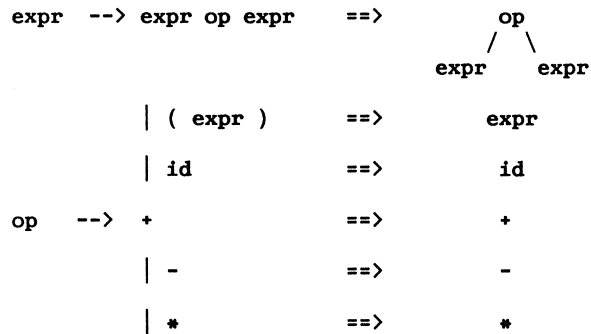 expr --> expr op expr ==> op
/ \
expr expr
| ( expr ) ==> expr
| id ==> id
op --> + ==> +
| - ==> -
| * ==> *